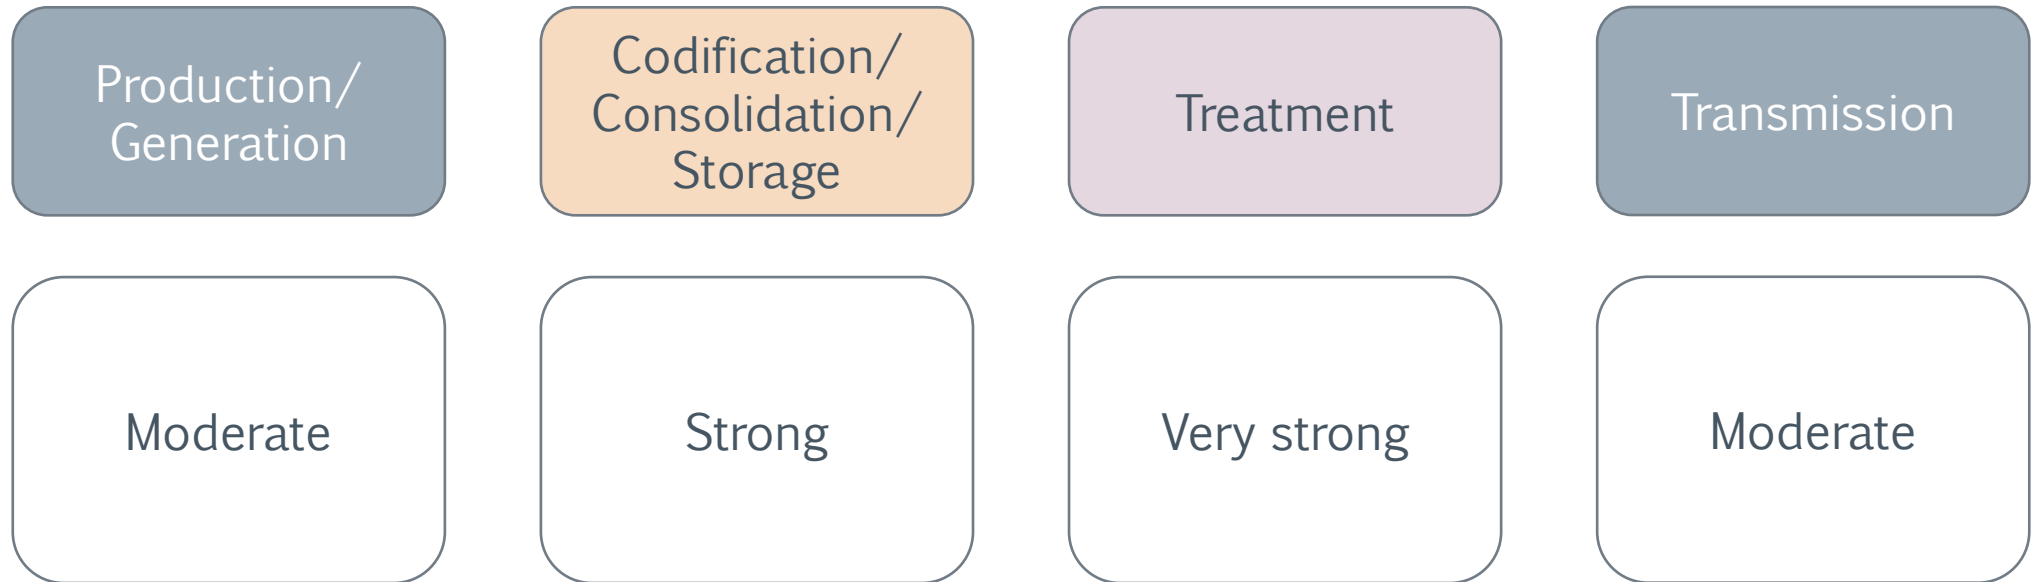 Production/
Generation
Codification/
Consolidation/
Storage
Treatment
Transmission
Moderate
Strong
Very strong
Moderate